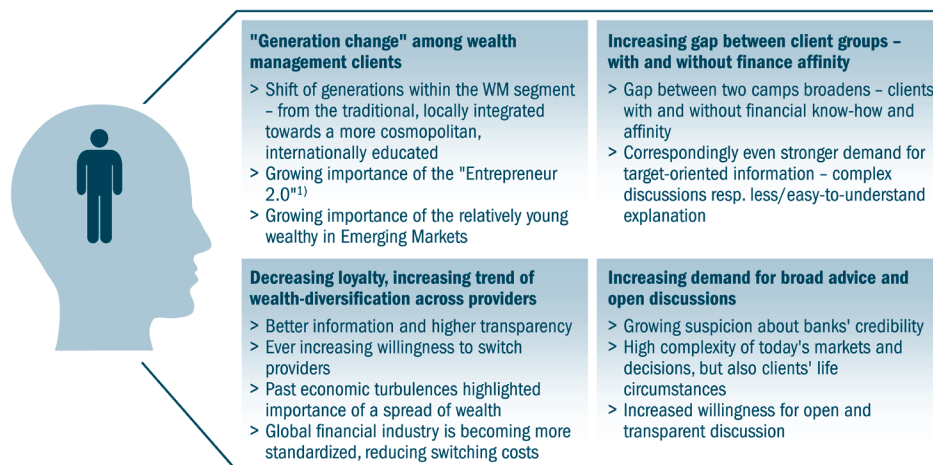 "Generation change" among wealth
management clients
> Shift of generations within the WM segment
– from the traditional, locally integrated
towards a more cosmopolitan,
internationally educated
> Growing importance of the "Entrepreneur
2.0"1)
> Growing importance of the relatively young
wealthy in Emerging Markets
Increasing gap between client groups –
with and without finance affinity
> Gap between two camps broadens – clients
with and without financial know-how and
affinity
> Correspondingly even stronger demand for
target-oriented information – complex
discussions resp. less/easy-to-understand
explanation
Decreasing loyalty, increasing trend of
wealth-diversification across providers
> Better information and higher transparency
> Ever increasing willingness to switch
providers
> Past economic turbulences highlighted
importance of a spread of wealth
> Global financial industry is becoming more
standardized, reducing switching costs
Increasing demand for broad advice and
open discussions
> Growing suspicion about banks' credibility
> High complexity of today's markets and
decisions, but also clients' life
circumstances
> Increased willingness for open and
transparent discussion